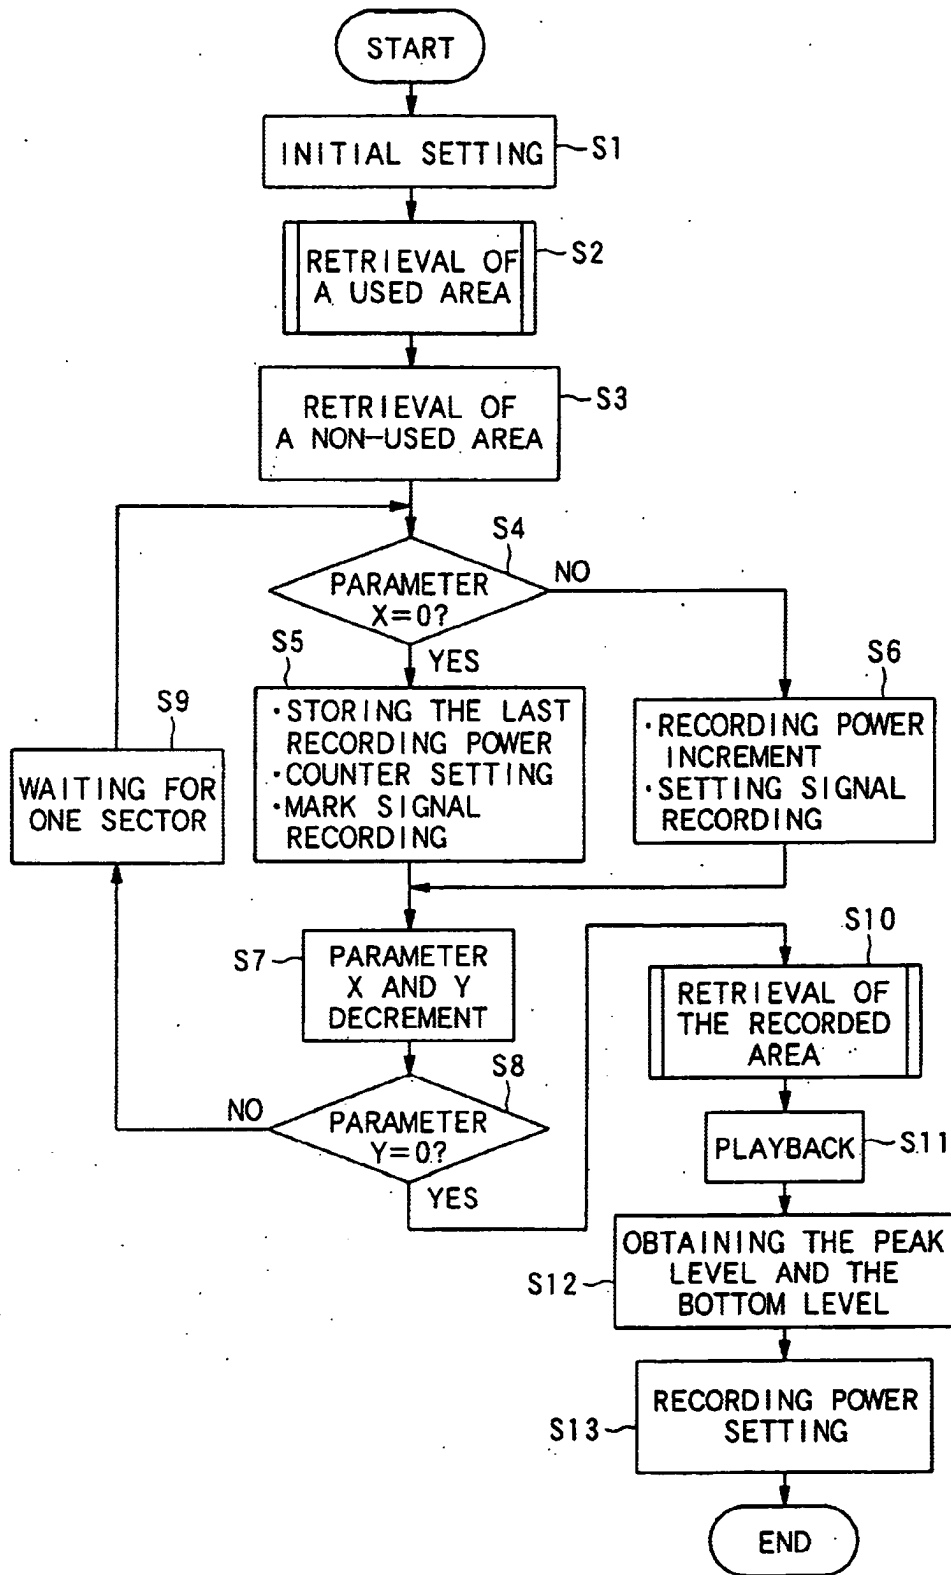 START
INITIAL SETTING
S1
RETRIEVAL OF
A USED AREA
S2
RETRIEVAL OF
A NON-USED AREA
S3
S4
PARAMETER
X=0?
NO
YES
S5
·STORING THE LAST
RECORDING POWER
·COUNTER SETTING
·MARK SIGNAL
RECORDING
S6
·RECORDING POWER
INCREMENT
·SETTING SIGNAL
RECORDING
S9
WAITING FOR
ONE SECTOR
S7
PARAMETER
X AND Y
DECREMENT
S8
PARAMETER
Y=0?
NO
YES
S10
RETRIEVAL OF
THE RECORDED
AREA
PLAYBACK
S11
OBTAINING THE PEAK
LEVEL AND THE
BOTTOM LEVEL
S12
RECORDING POWER
SETTING
S13
END